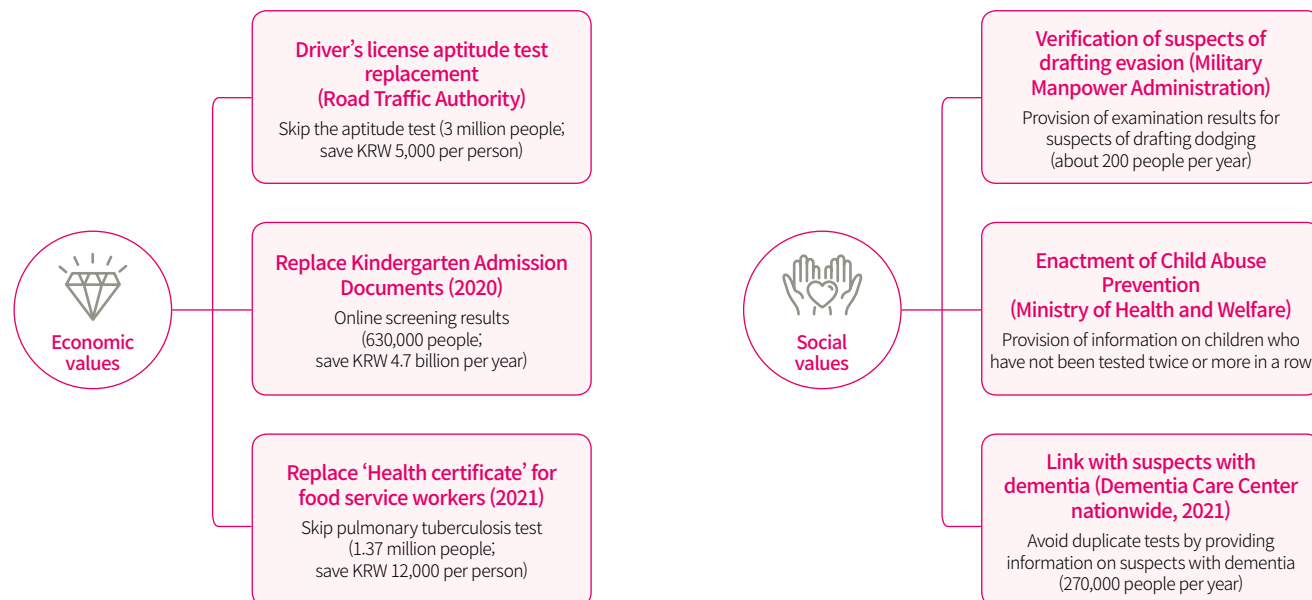 Economic
values
Driver’s license aptitude test
replacement
(Road Traffic Authority)
Skip the aptitude test (3 million people;
save KRW 5,000 per person)
Replace Kindergarten Admission
Documents (2020)
Online screening results
(630,000 people;
save KRW 4.7 billion per year)
Replace ‘Health certificate’ for
food service workers (2021)
Skip pulmonary tuberculosis test
(1.37 million people;
save KRW 12,000 per person)
Social
values
Verification of suspects of
drafting evasion (Military
Manpower Administration)
Provision of examination results for
suspects of drafting dodging
(about 200 people per year)
Enactment of Child Abuse
Prevention
(Ministry of Health and Welfare)
Provision of information on children who
have not been tested twice or more in a row
Link with suspects with
dementia (Dementia Care Center
nationwide, 2021)
Avoid duplicate tests by providing
information on suspects with dementia
(270,000 people per year)